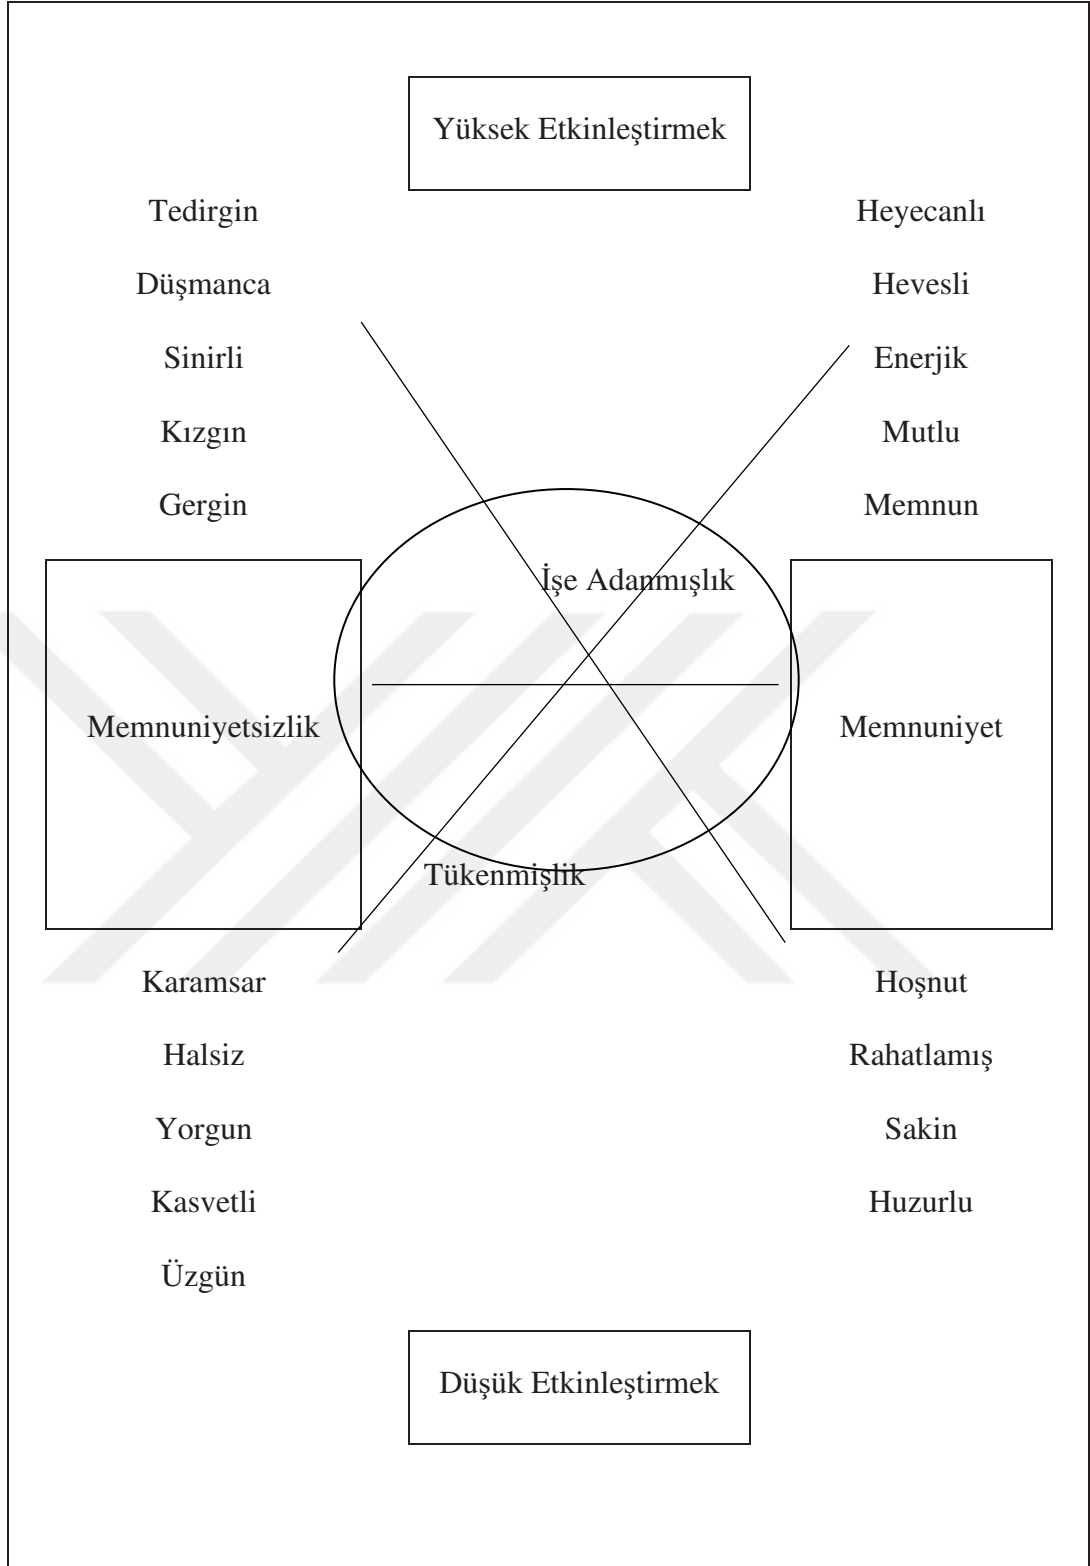 Yüksek Etkinleştirmek
Tedirgin
Heyecanlı
Düşmanca
Hevesli
Sinirli
Enerjik
Kızgın
Mutlu
Gergin
Memnun
İşe Adanmışlık
Memnuniyetsizlik
Memnuniyet
Tükenmişlik
Karamsar
Hoşnut
Halsiz
Rahatlamış
Yorgun
Sakin
Kasvetli
Huzurlu
Üzgün
Düşük Etkinleştirmek